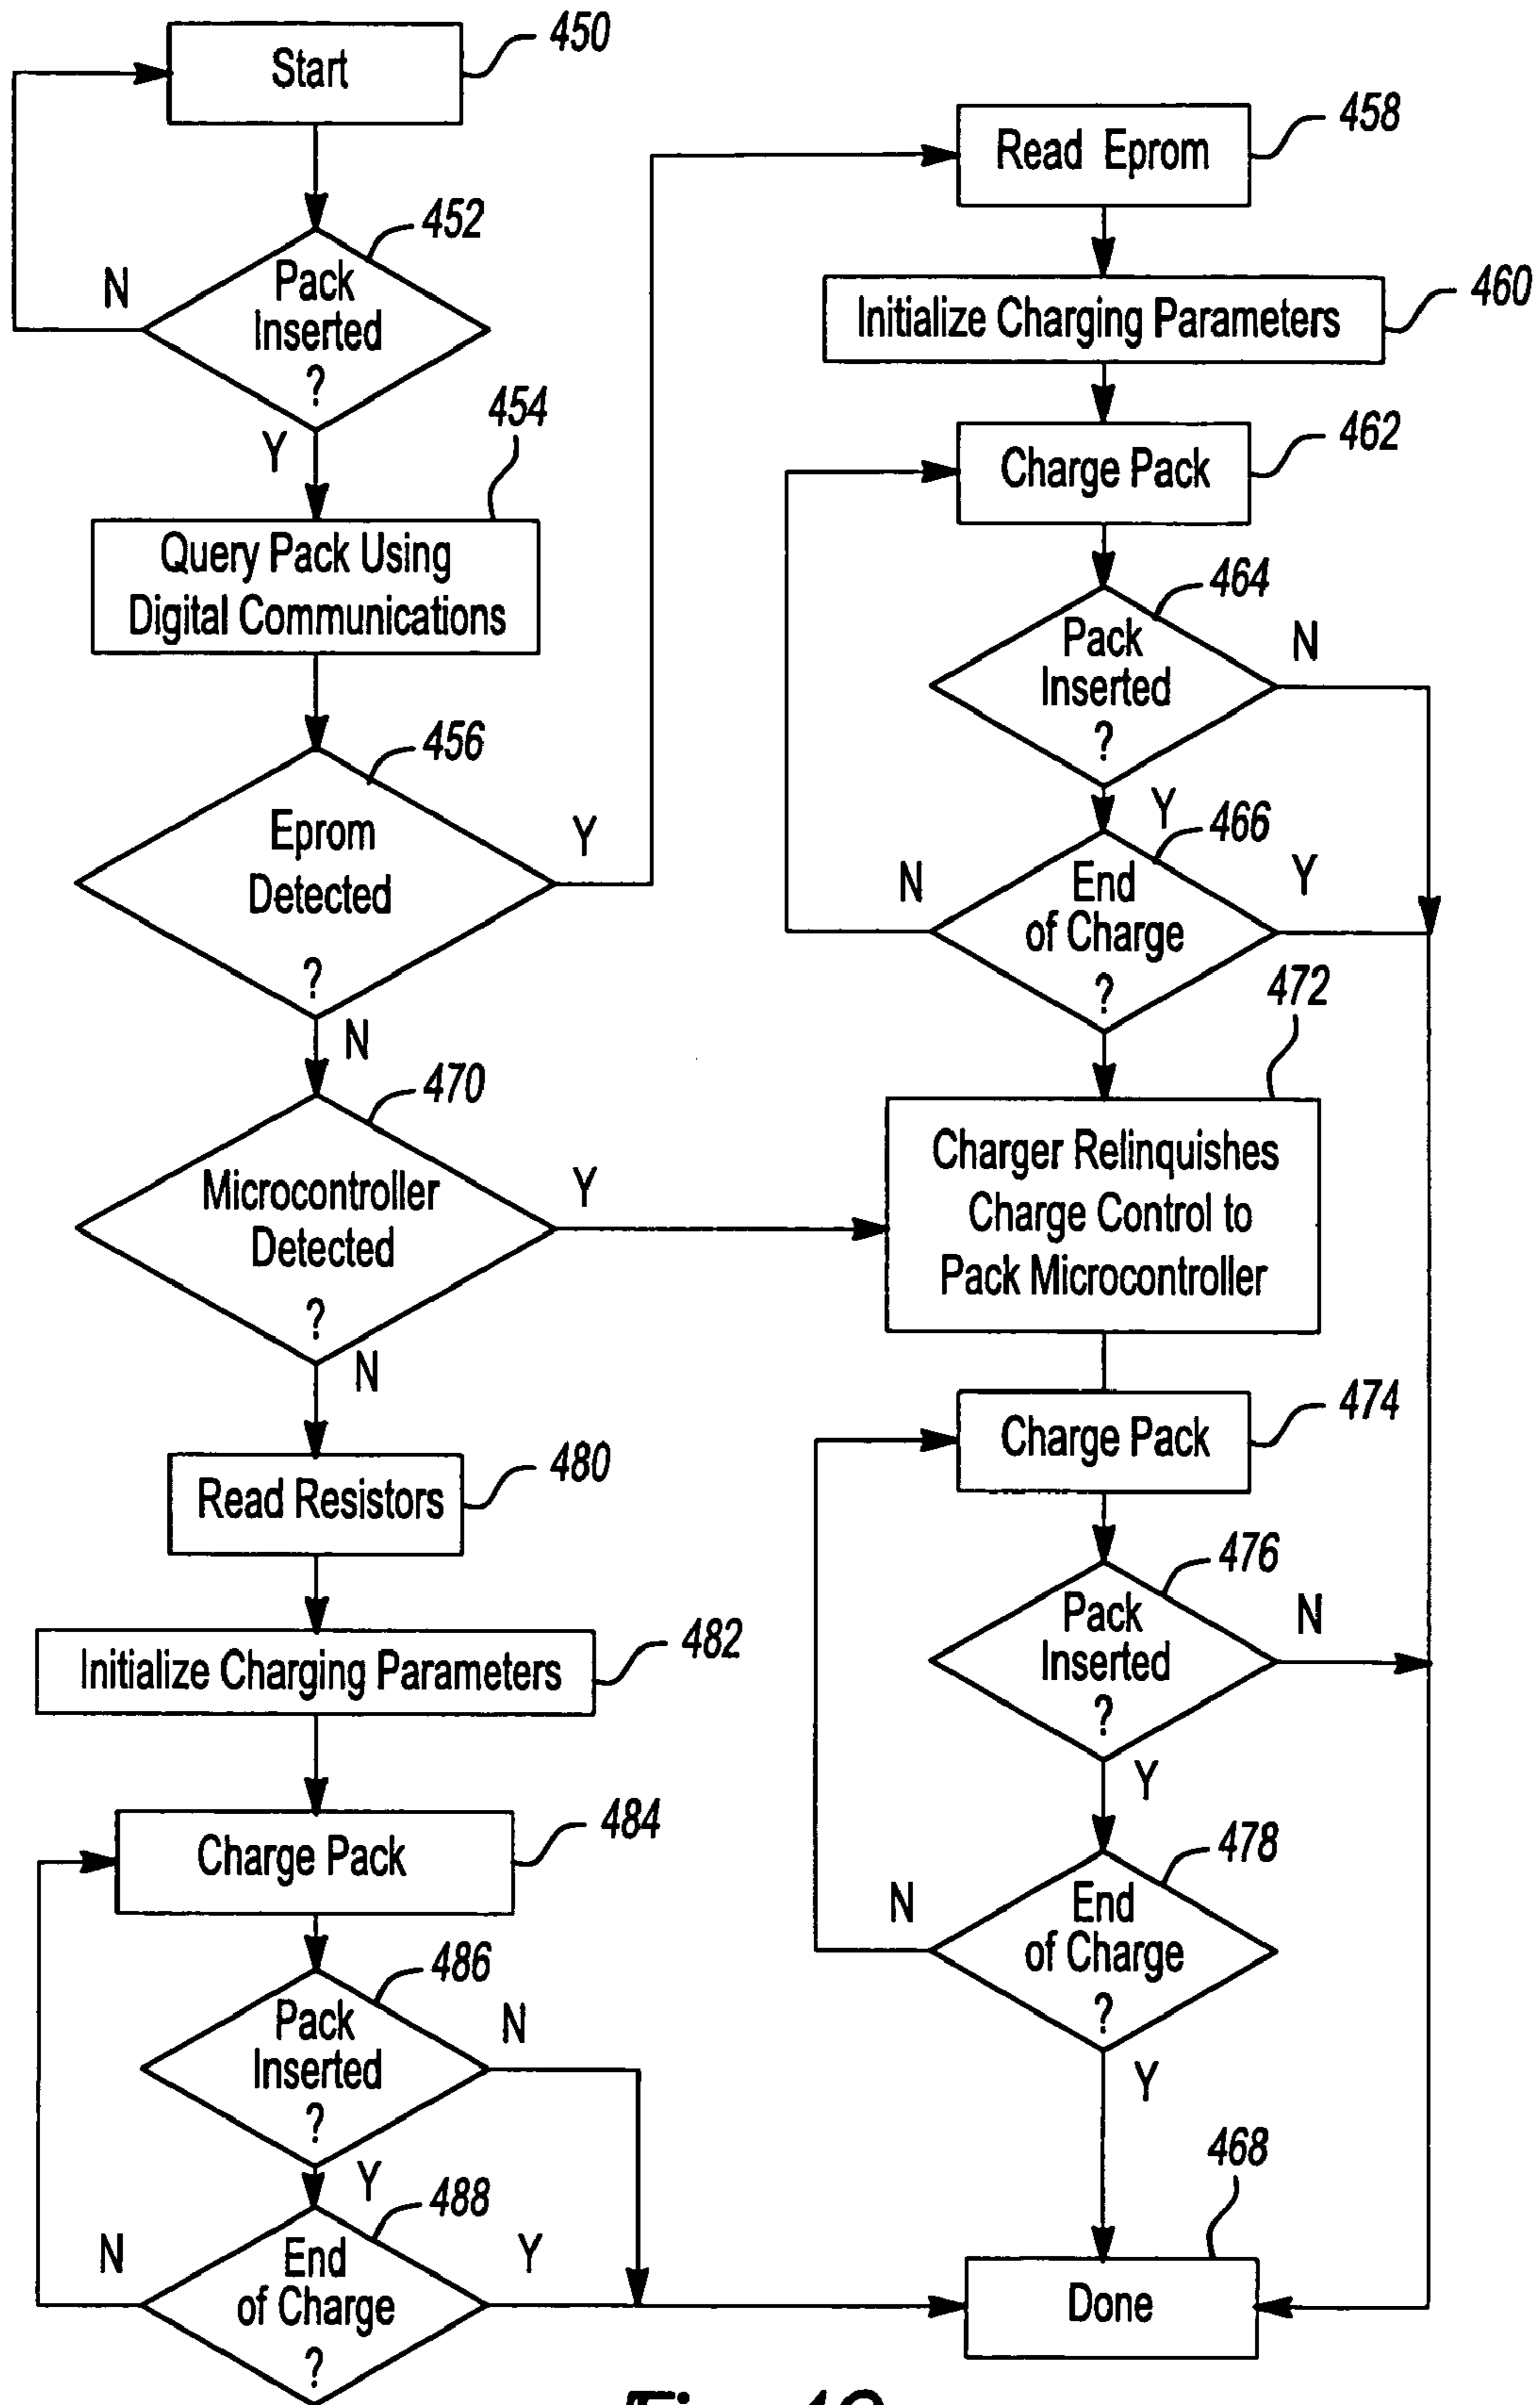 Start
450
452
Pack
Inserted
?
N
Y
454
Query Pack Using
Digital Communications
456
Eprom
Detected
?
Y
N
470
Microcontroller
Detected
?
Y
N
Read Resistors
480
Initialize Charging Parameters
482
Charge Pack
484
486
Pack
Inserted
?
N
Y
488
End
of Charge
?
N
Y
Read Eprom
458
Initialize Charging Parameters
460
Charge Pack
462
464
Pack
Inserted
?
N
Y
466
End
of Charge
?
N
Y
472
Charger Relinquishes
Charge Control to
Pack Microcontroller
Charge Pack
474
476
Pack
Inserted
?
N
Y
478
End
of Charge
?
N
Y
468
Done